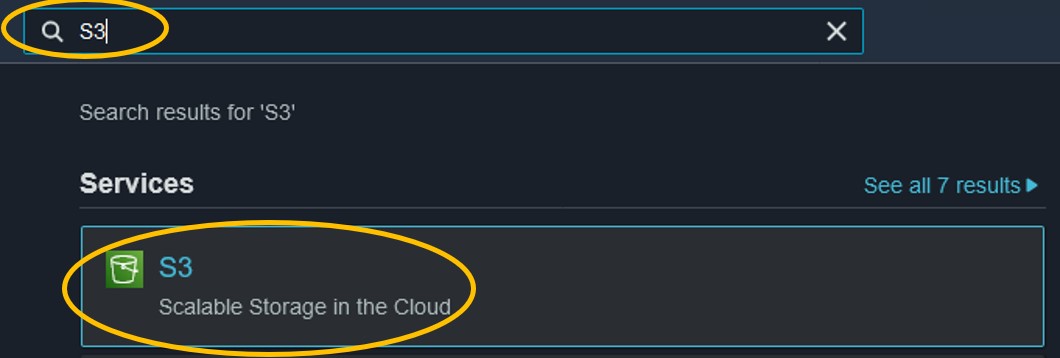 S3
Search results for 'S3'
Services
See all 7 results
S3
Scalable Storage in the Cloud